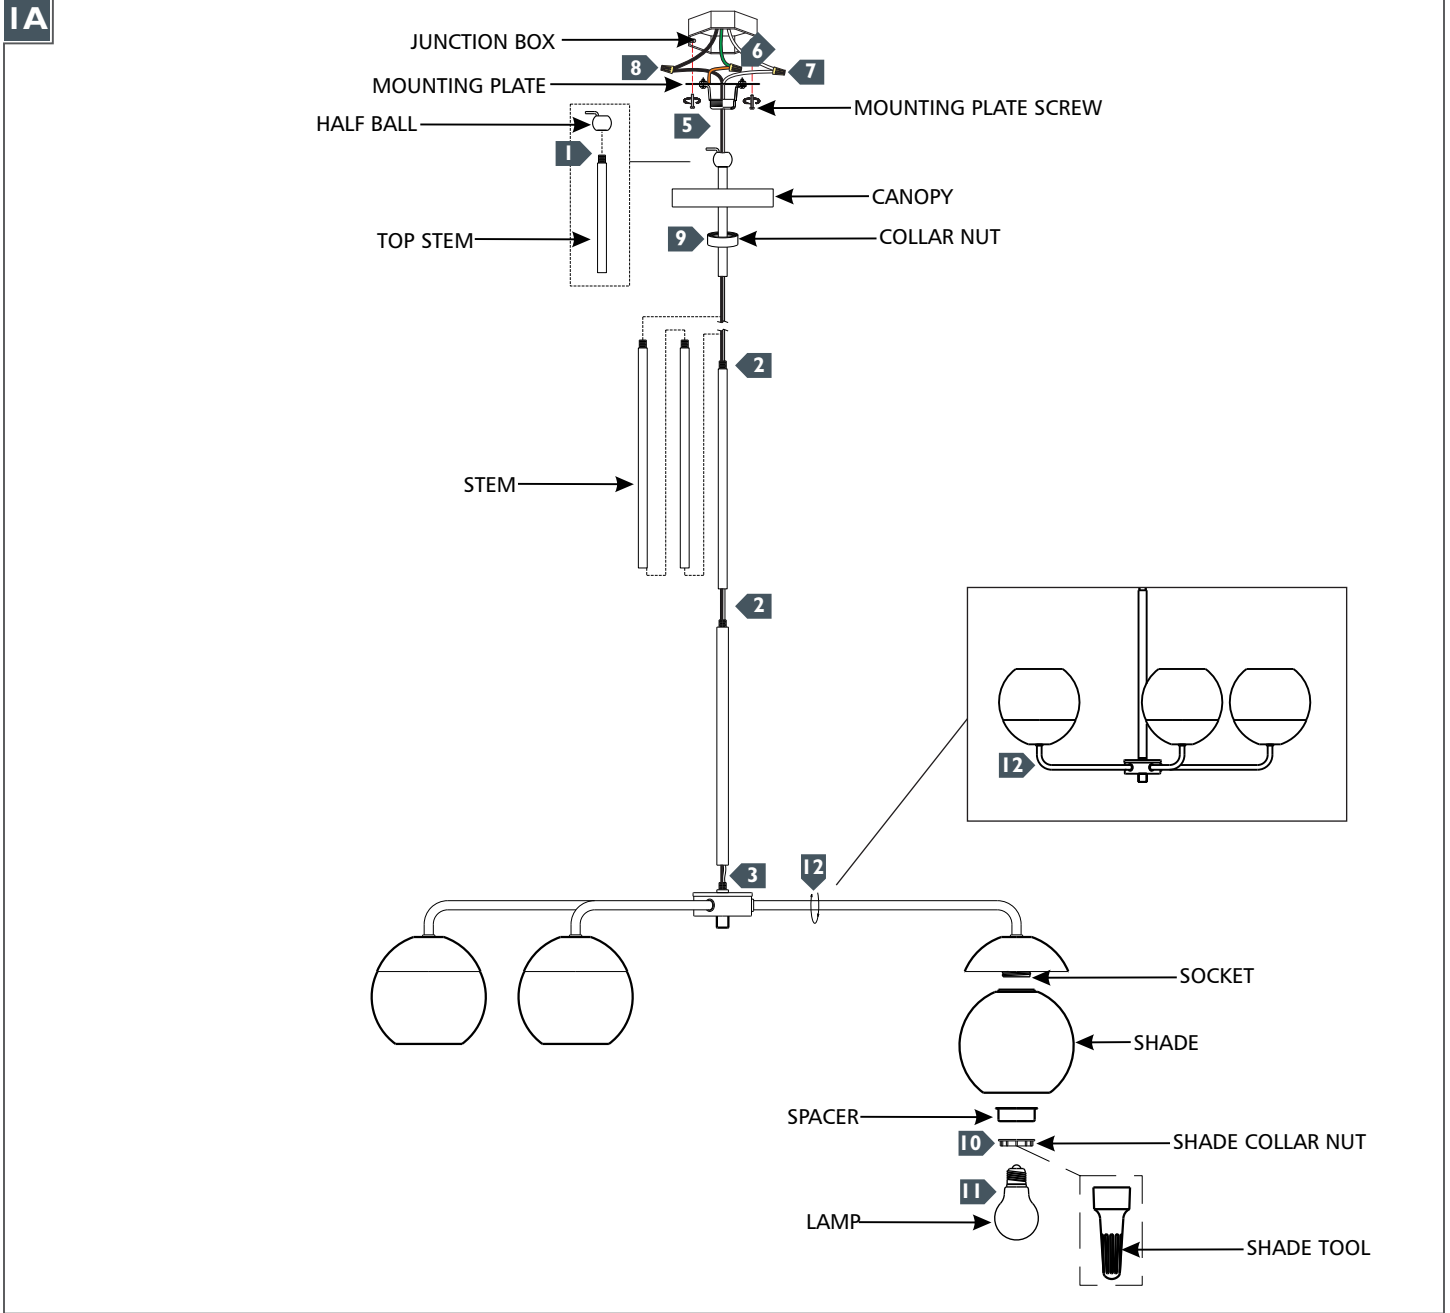 1A
JUNCTION BOX
6
8
7
MOUNTING PLATE
MOUNTING PLATE SCREW
HALF BALL
5
1
CANOPY
TOP STEM
9
COLLAR NUT
2
STEM
2
12
3
12
SOCKET
SHADE
SPACER
10
SHADE COLLAR NUT
11
LAMP
SHADE TOOL